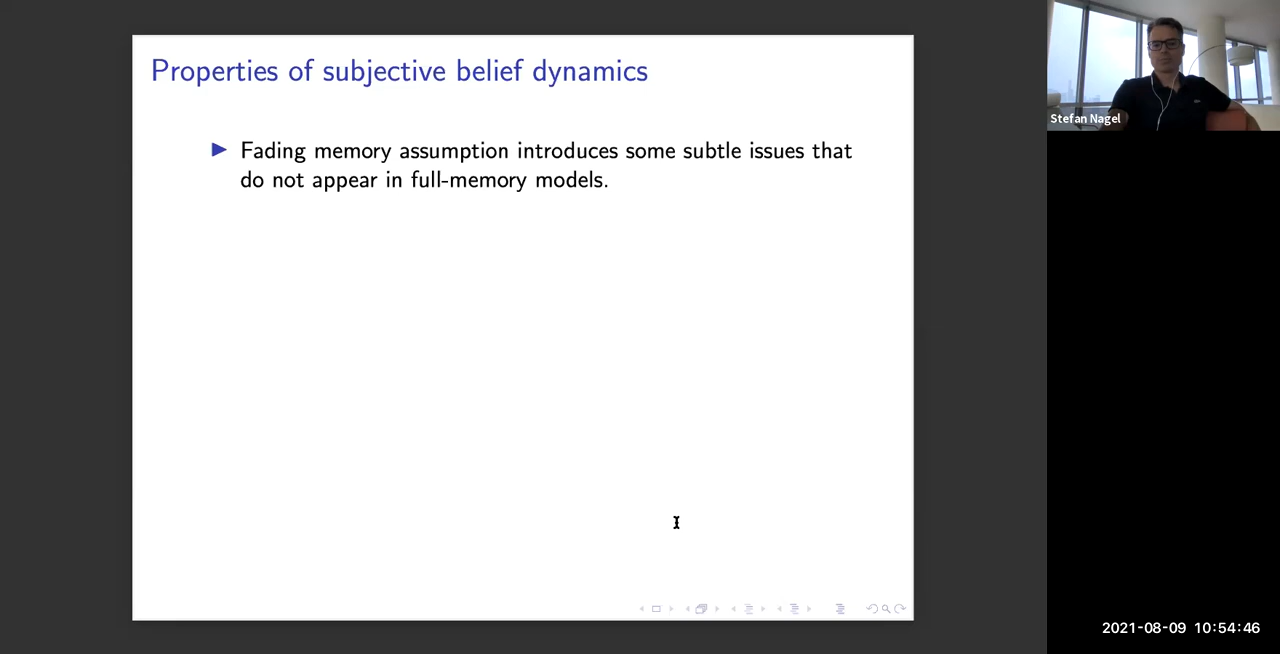 Properties of subjective belief dynamics
Fading memory assumption introduces some subtle issues that
do not appear in full-memory models.
Stefan Nagel
2021-08-09 10:54:46